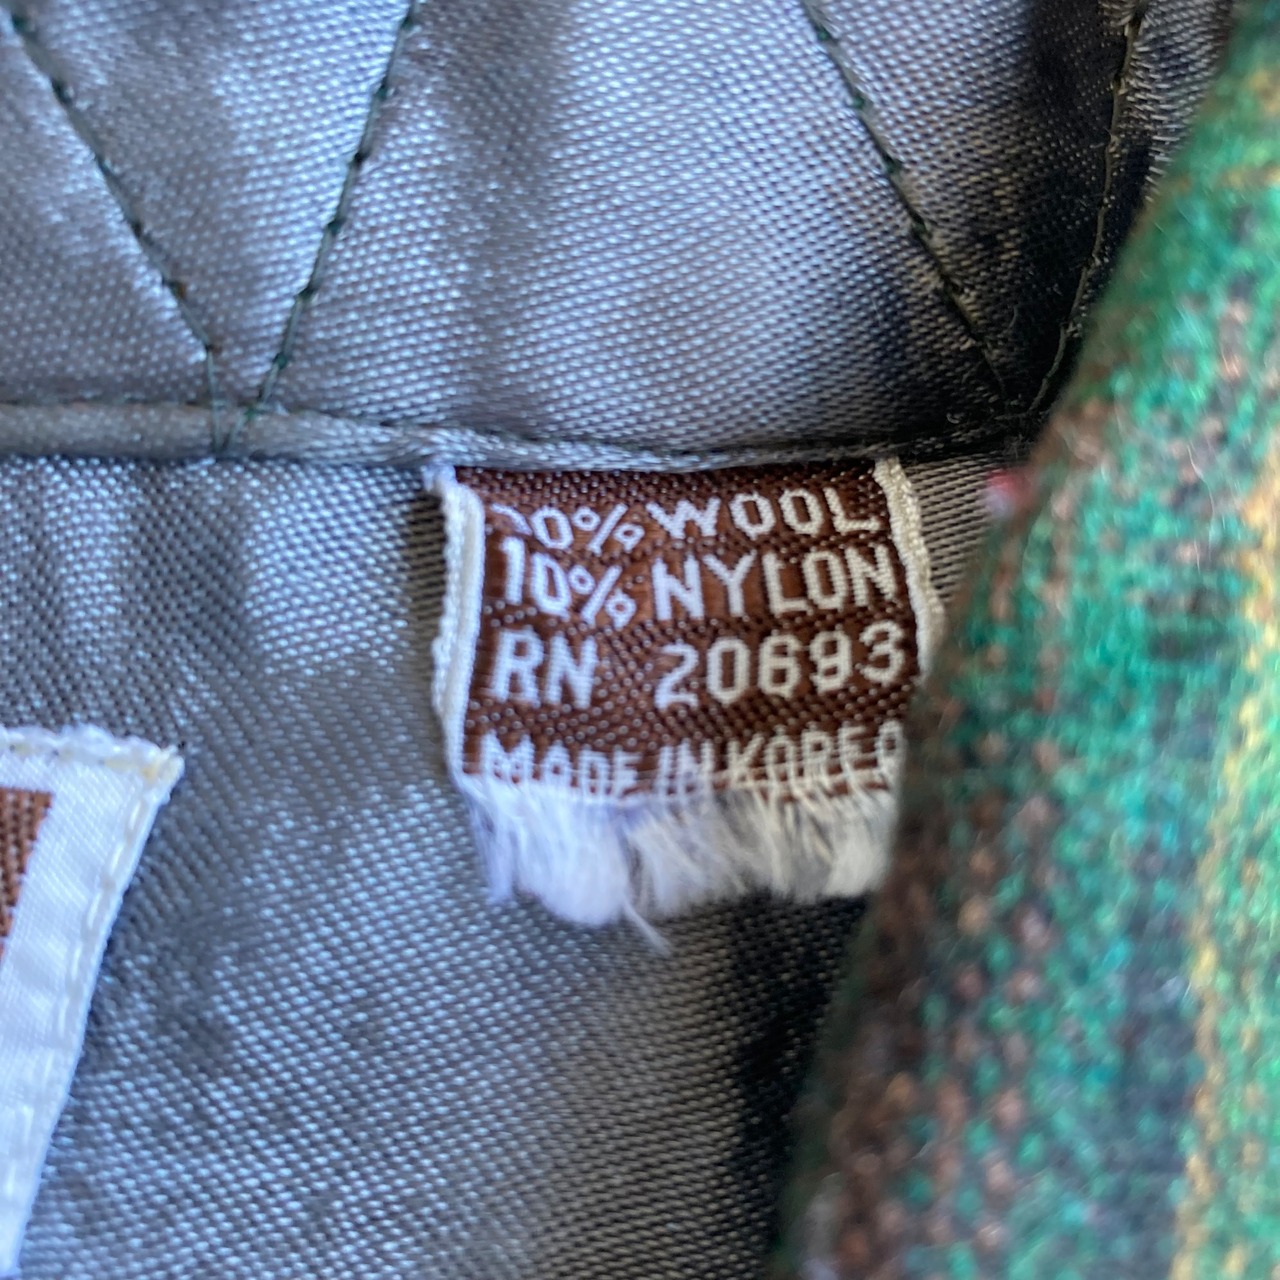 WOOL
10% NYLON
RN 20693
MADE IN KOREA